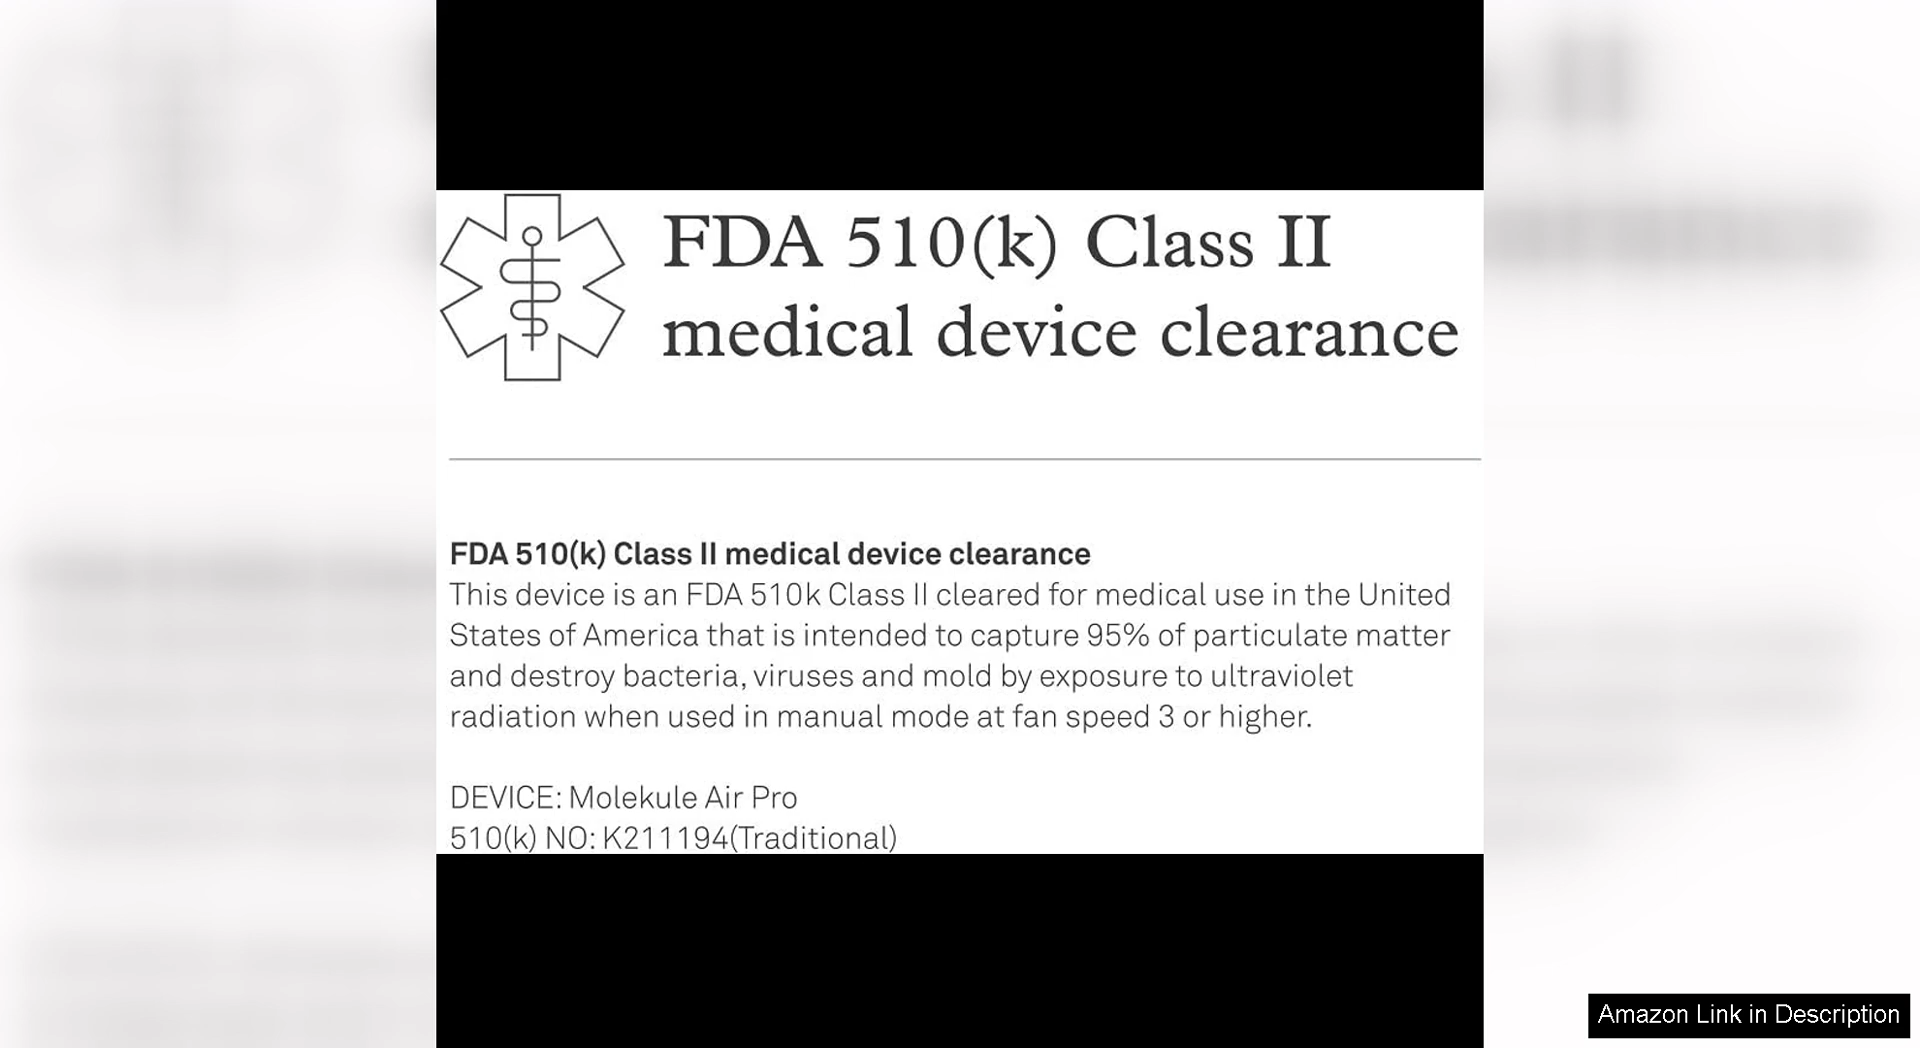 FDA 510(k) Class II
medical device clearance
FDA 510(k) Class II medical device clearance
This device is an FDA 510k Class II cleared for medical use in the United
States of America that is intended to capture 95% of particulate matter
and destroy bacteria, viruses and mold by exposure to ultraviolet
radiation when used in manual mode at fan speed 3 or higher.
DEVICE: Molekule Air Pro
510(k) NO: K211194(Traditional)
Amazon Link in Description